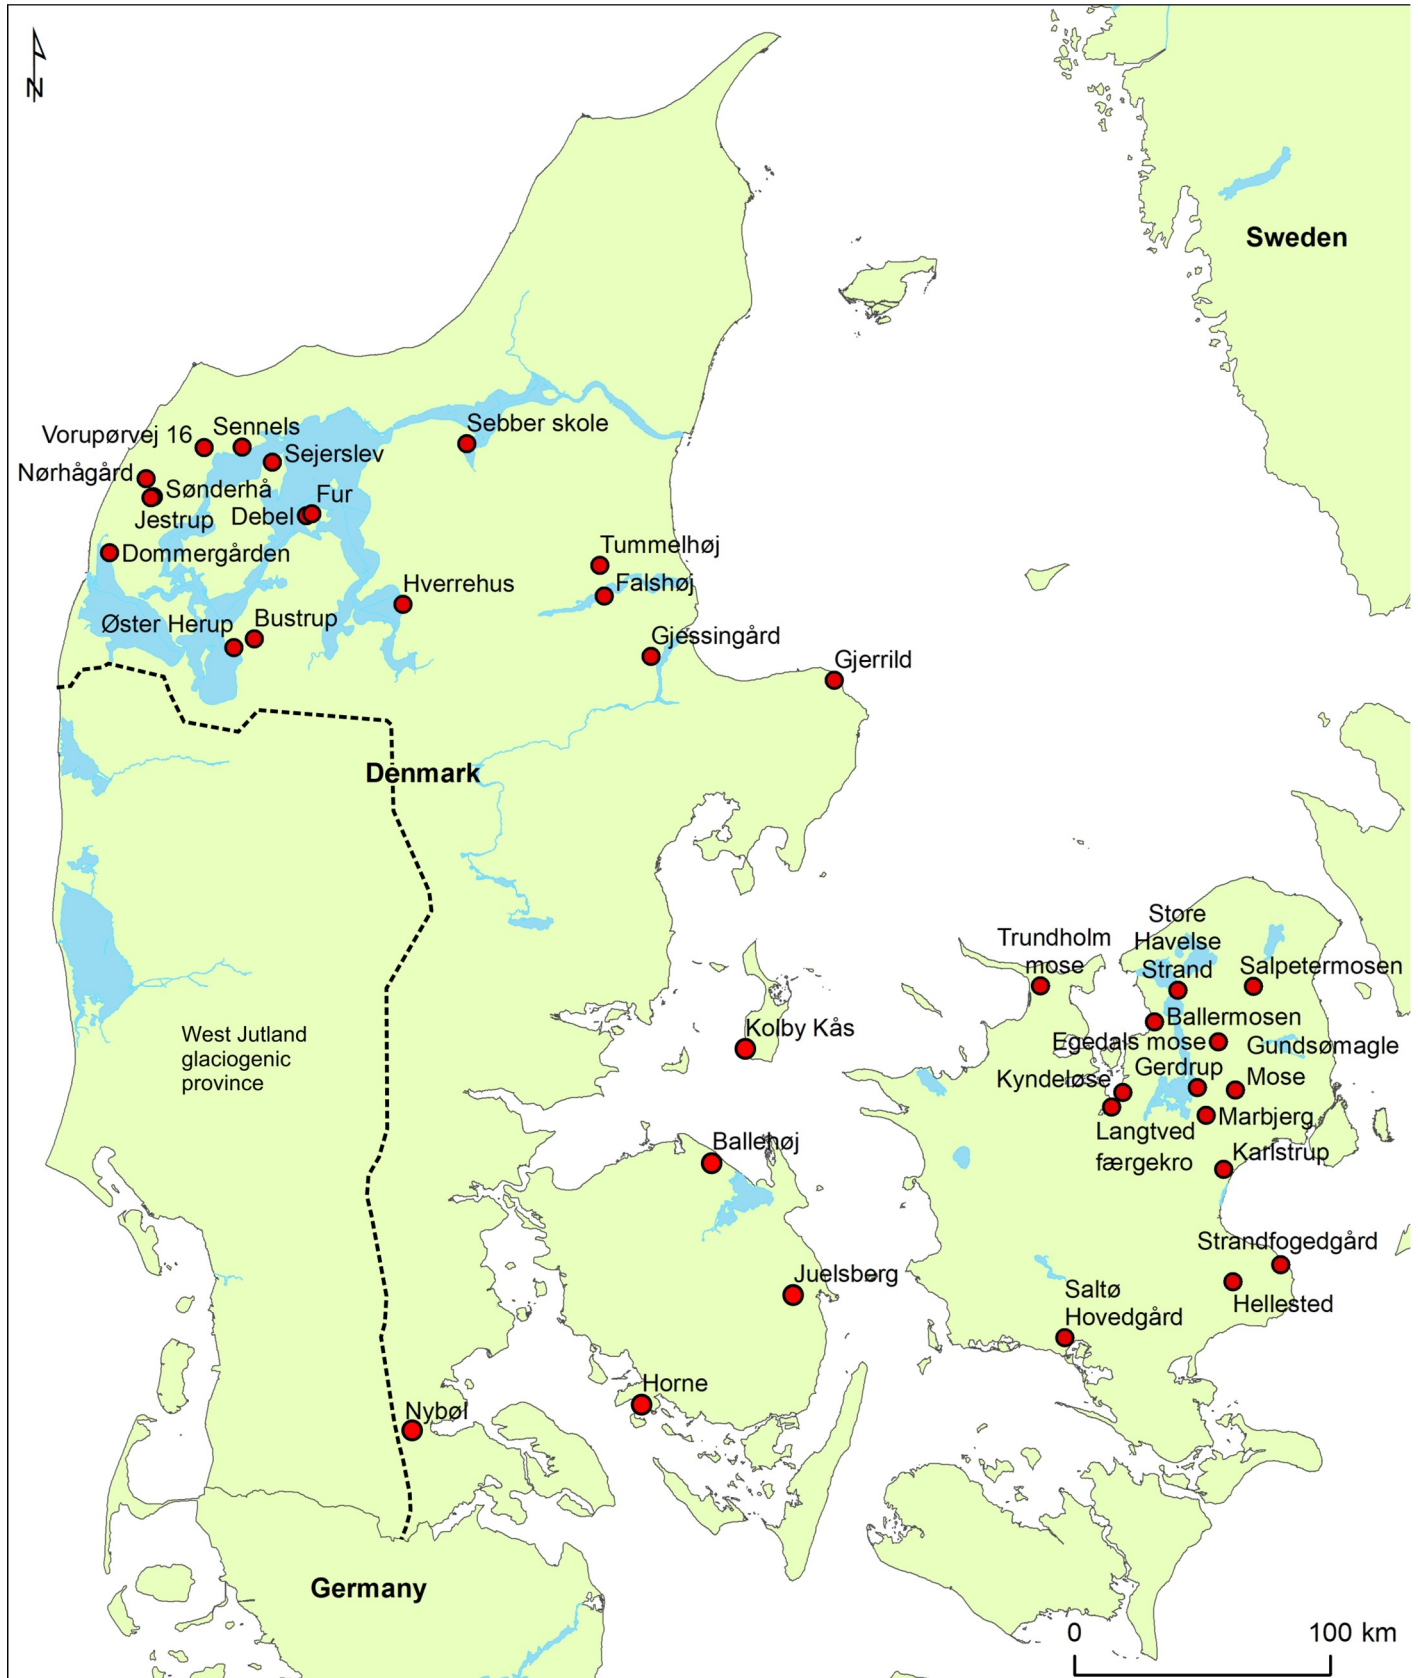 N
Sweden
Vorupørvej 16
Sennels
Sebber skole
Sejerslev
Nørhågård
Sønderhå
Fur
Jestrup
Debel
Dommergården
Tummelhøj
Falshøj
Hverrehus
Øster Herup
Bustrup
Gjessingård
Gjerrild
Denmark
Støre
Havelse
Strand
Trundholm
mose
Salpetermosen
Ballermosen
Kolby Kås
West Jutland
glaciogenic
province
Egedals mose
Gundsømagle
Mose
Gerdrup
Kyndeløse
Marbjerg
Langtved
færgekro
Karlstrup
Ballehøj
Strandfogedgård
Juelsberg
Hellested
Saltø
Hovedgård
Horne
Nybøl
Germany
0 100 km